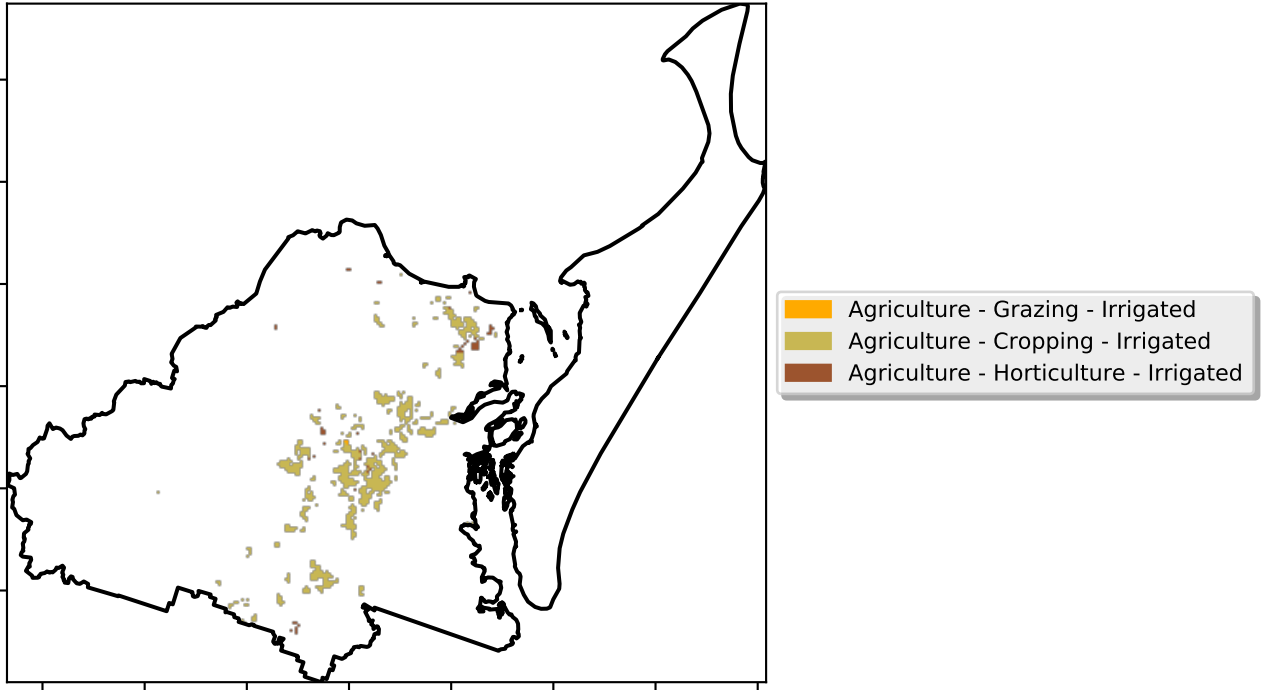 Agriculture - Grazing - Irrigated
Agriculture - Cropping - Irrigated
Agriculture - Horticulture - Irrigated